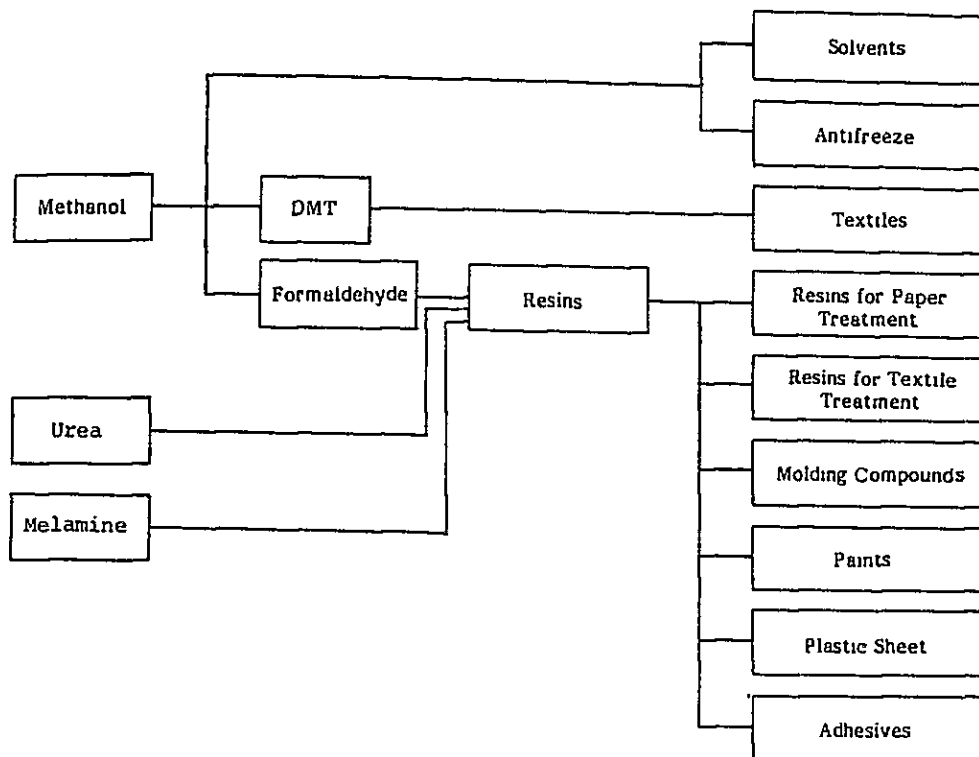 Solvents
Antifreeze
Methanol
DMT
Textiles
Formaldehyde
Resins
Resins for Paper
Treatment
Resins for Textile
Treatment
Urea
Molding Compounds
Melamine
Paints
Plastic Sheet
Adhesives